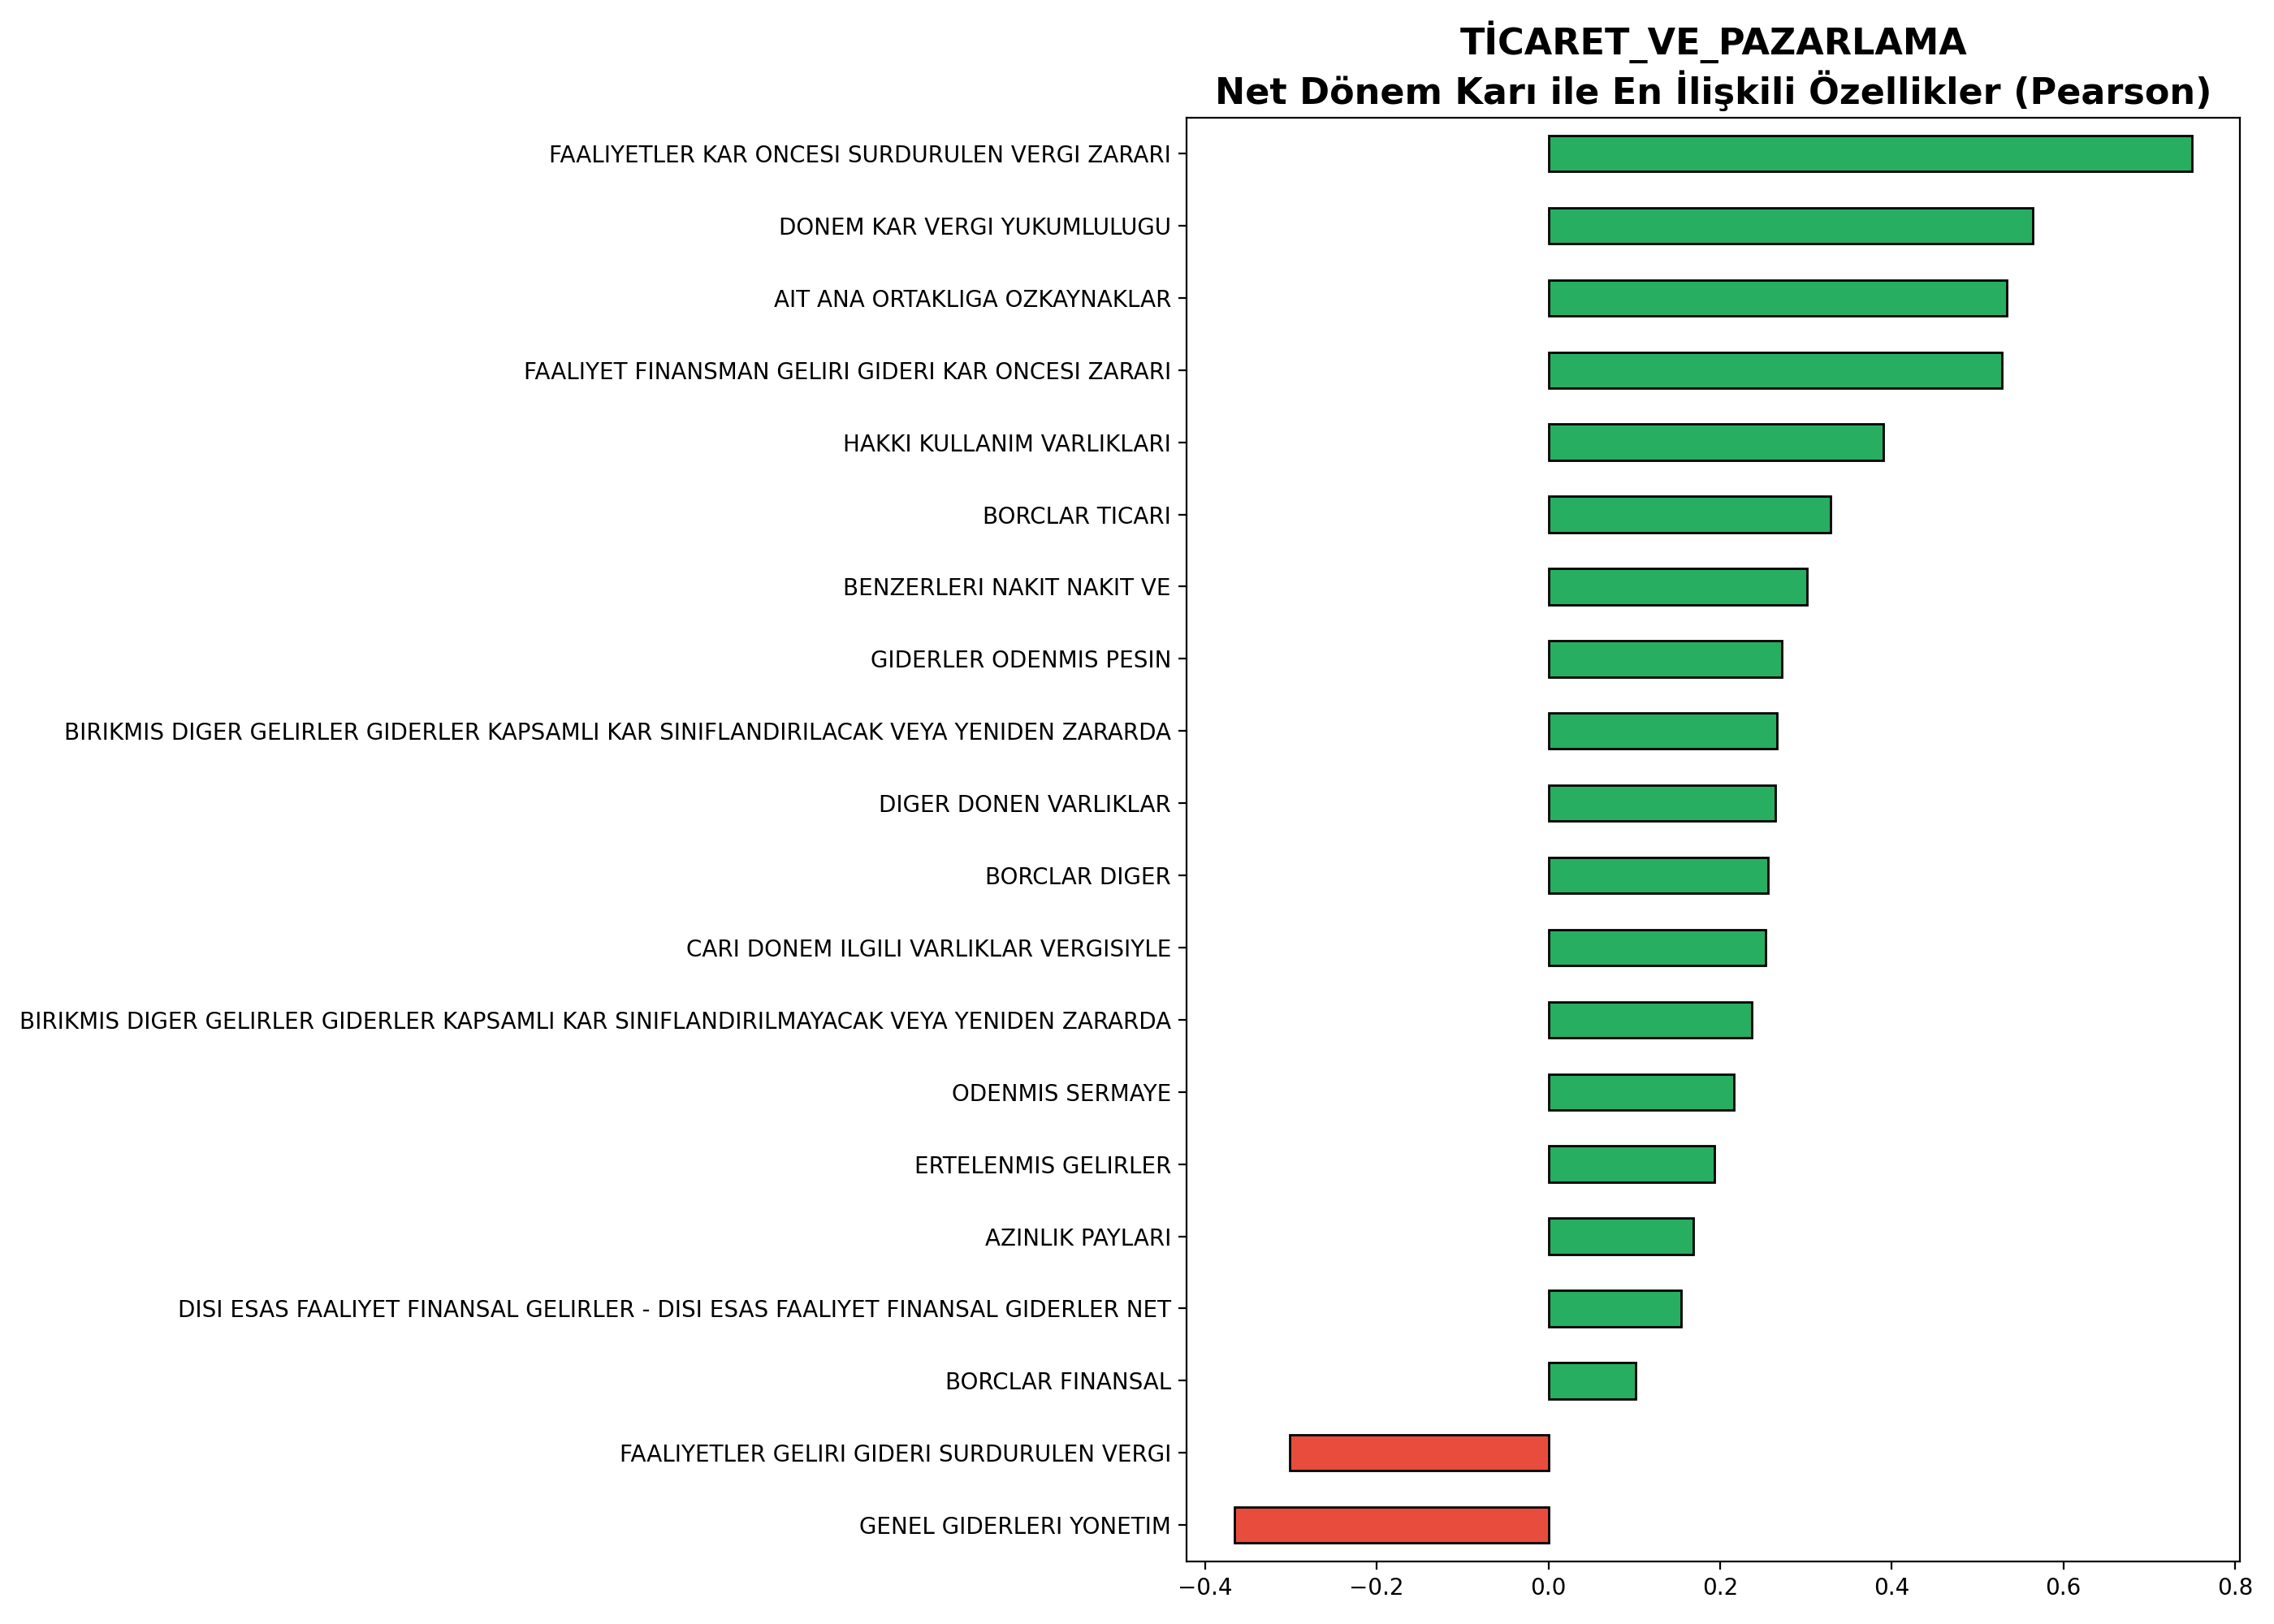 TİCARET_VE_PAZARLAMA
Net Dönem Karı ile En İlişkili Özellikler (Pearson)
FAALIYETLER KAR ONCESI SURDURULEN VERGI ZARARI
DONEM KAR VERGI YUKUMLULUGU
AIT ANA ORTAKLIGA OZKAYNAKLAR
FAALIYET FINANSMAN GELIRI GIDERI KAR ONCESI ZARARI
HAKKI KULLANIM VARLIKLARI
BORCLAR TICARI
BENZERLERI NAKIT NAKIT VE
GIDERLER ODENMIS PESIN
BIRIKMIS DIGER GELIRLER GIDERLER KAPSAMLI KAR SINIFLANDIRILACAK VEYA YENIDEN ZARARDA
DIGER DONEN VARLIKLAR
BORCLAR DIGER
CARI DONEM ILGILI VARLIKLAR VERGISIYLE
BIRIKMIS DIGER GELIRLER GIDERLER KAPSAMLI KAR SINIFLANDIRILMAYACAK VEYA YENIDEN ZARARDA
ODENMIS SERMAYE
ERTELENMIS GELIRLER
AZINLIK PAYLARI
DISI ESAS FAALIYET FINANSAL GELIRLER - DISI ESAS FAALIYET FINANSAL GIDERLER NET
BORCLAR FINANSAL
FAALIYETLER GELIRI GIDERI SURDURULEN VERGI
GENEL GIDERLERI YONETIM
−0.4 −0.2 0.0 0.2 0.4 0.6 0.8